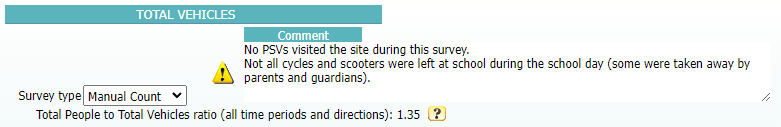 TOTAL VEHICLES
Comment
No PSVs visited the site during this survey.
Not all cycles and scooters were left at school during the school day (some were taken away by
parents and guardians).
Survey type Manual Count
Total People to Total Vehicles ratio (all time periods and directions): 1.35 ?